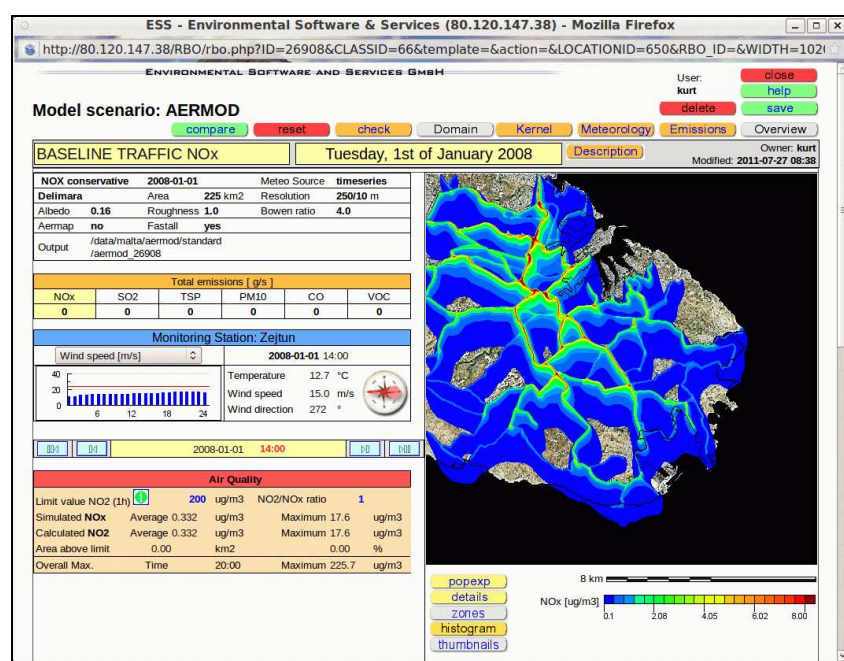 ESS - Environmental Software & Services (80.120.147.38) - Mozilla Firefox
http://80.120.147.38/RBO/rbo.php?ID=26908&CLASSID=66&template=&action=&LOCATIONID=650&RBO_ID=&WIDTH=102
ENVIRONMENTAL SOFTWARE AND SERVICES GMBH
User: kurt
close
help
delete
save
Model scenario: AERMOD
compare reset check Domain Kernel Meteorology Emissions Overview
BASELINE TRAFFIC NOx Tuesday, 1st of January 2008 Description
Owner: kurt
Modified: 2011-07-27 08:38
NOX conservative 2008-01-01 Meteo Source timeseries
Delimara Area 225 km2 Resolution 250/10 m
Albedo 0.16 Roughness 1.0 Bowen ratio 4.0
Aermap no Fastall yes
Output /data/malta/aermod/standard
/aermod_26908
Total emissions [ g/s ]
NOx SO2 TSP PM10 CO VOC
0 0 0 0 0 0
Monitoring Station: Zejtun
Wind speed [m/s] 2008-01-01 14:00
40
20
0
6 12 18 24
Temperature 12.7 °C
Wind speed 15.0 m/s
Wind direction 272 °
2008-01-01 14:00
Air Quality
Limit value NO2 (1h) 200 ug/m3 NO2/NOx ratio 1
Simulated NOx Average 0.332 ug/m3 Maximum 17.6 ug/m3
Calculated NO2 Average 0.332 ug/m3 Maximum 17.6 ug/m3
Area above limit 0.00 km2 0.00 %
Overall Max. Time 20:00 Maximum 225.7 ug/m3
popexp
details
zones
histogram
thumbnails
8 km
NOx [ug/m3]
0.1 2.08 4.05 6.02 8.00